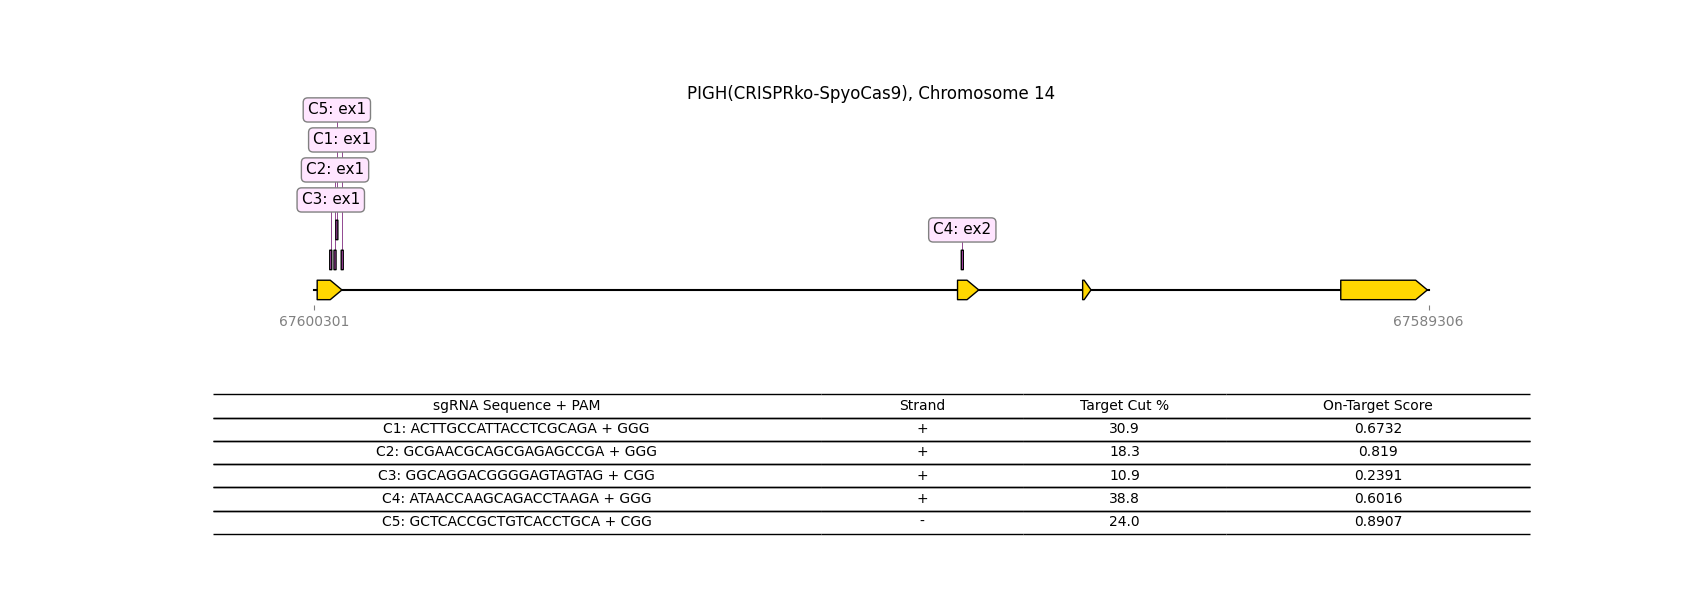 PIGH(CRISPRko-SpyoCas9), Chromosome 14
C5: ex1
C1: ex1
C2: ex1
C3: ex1
C4: ex2
67600301 67589306
sgRNA Sequence + PAM Strand Target Cut % On-Target Score
C1: ACTTGCCATTACCTCGCAGA + GGG + 30.9 0.6732
C2: GCGAACGCAGCGAGAGCCGA + GGG + 18.3 0.819
C3: GGCAGGACGGGGAGTAGTAG + CGG + 10.9 0.2391
C4: ATAACCAAGCAGACCTAAGA + GGG + 38.8 0.6016
C5: GCTCACCGCTGTCACCTGCA + CGG - 24.0 0.8907